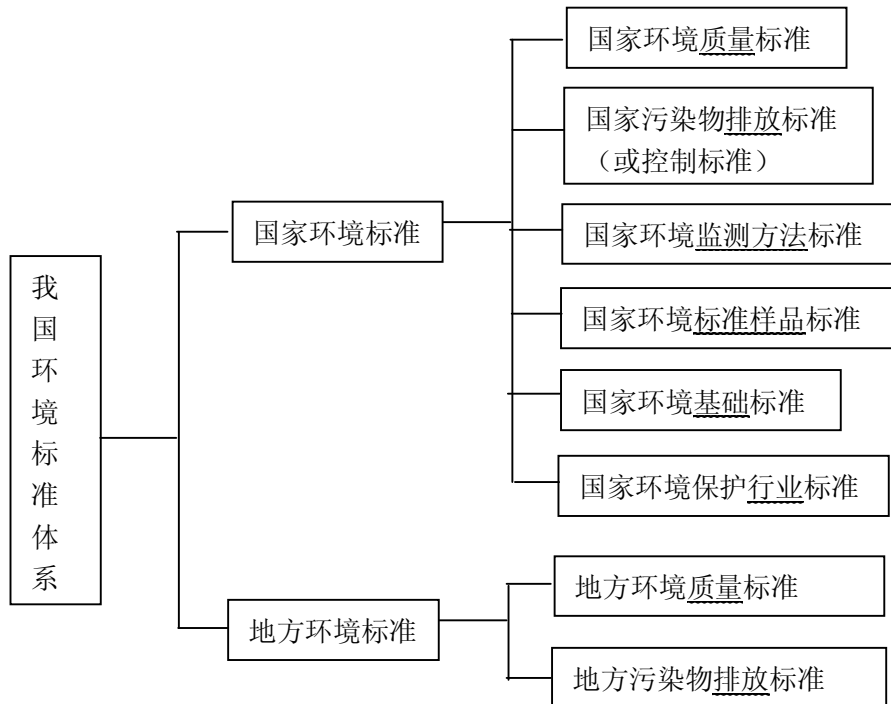 我国环境标准体系
国家环境标准
国家环境质量标准
国家污染物排放标准
（或控制标准）
国家环境监测方法标准
国家环境标准样品标准
国家环境基础标准
国家环境保护行业标准
地方环境标准
地方环境质量标准
地方污染物排放标准